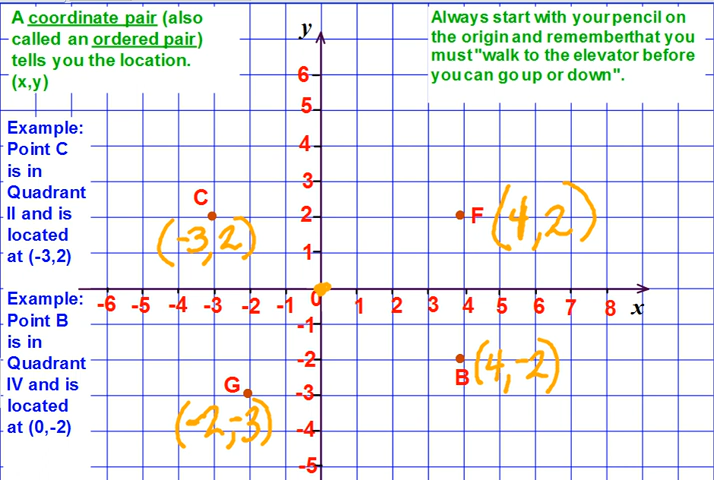 A coordinate pair (also
called an ordered pair)
tells you the location.
(x,y)
Always start with your pencil on
the origin and rememberthat you
must "walk to the elevator before
you can go up or down".
y
6
5
4
3
2
1
Example:
Point C
is in
Quadrant
II and is
located
at (-3,2)
C
(-3,2)
F (4,2)
-6 -5 -4 -3 -2 -1 0 1 2 3 4 5 6 7 8 x
Example:
Point B
is in
Quadrant
IV and is
located
at (0,-2)
-1
-2
-3
-4
-5
B (4,-2)
G
(-2,-3)